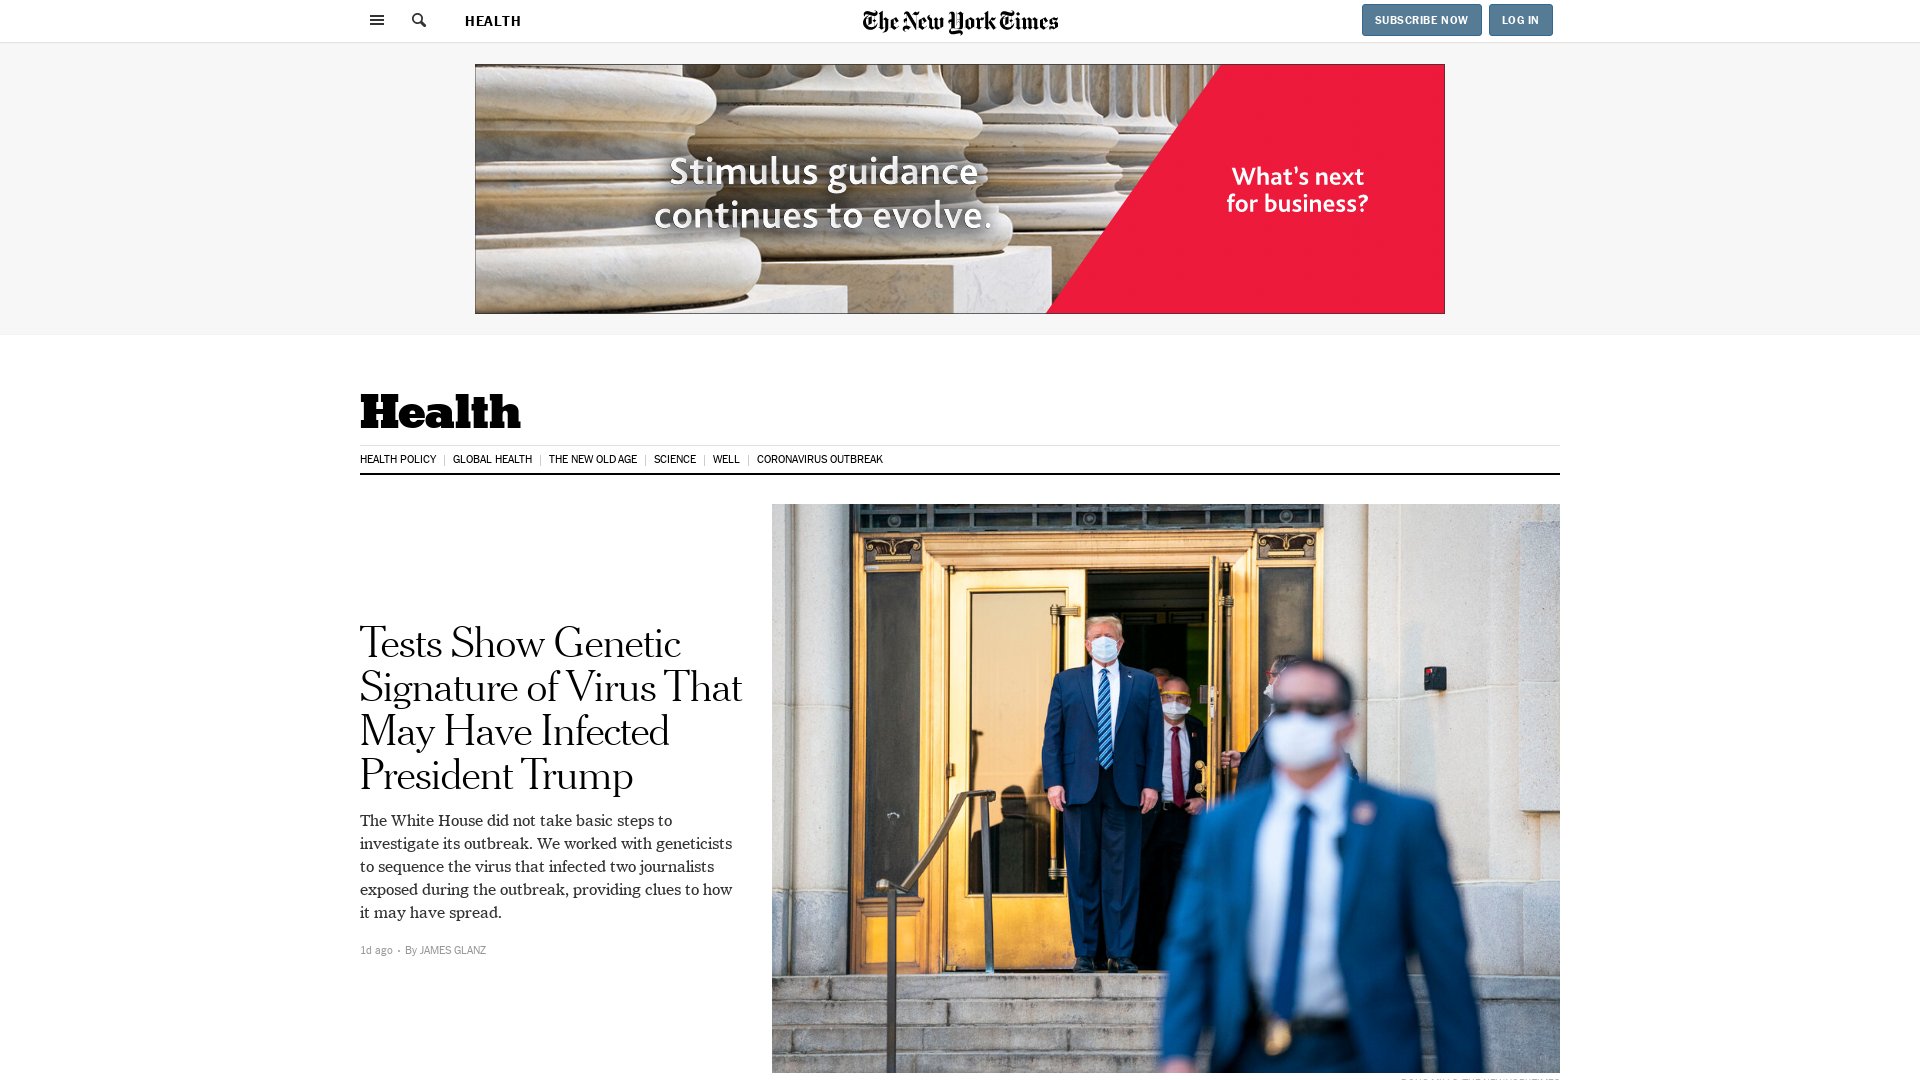 HEALTH
The New York Times
SUBSCRIBE NOW
LOG IN
Stimulus guidance
continues to evolve.
What's next
for business?
Health
HEALTH POLICY
GLOBAL HEALTH
THE NEW OLD AGE
SCIENCE
WELL
CORONAVIRUS OUTBREAK
Tests Show Genetic
Signature of Virus That
May Have Infected
President Trump
The White House did not take basic steps to
investigate its outbreak. We worked with geneticists
to sequence the virus that infected two journalists
exposed during the outbreak, providing clues to how
it may have spread.
1d ago • By JAMES GLANZ